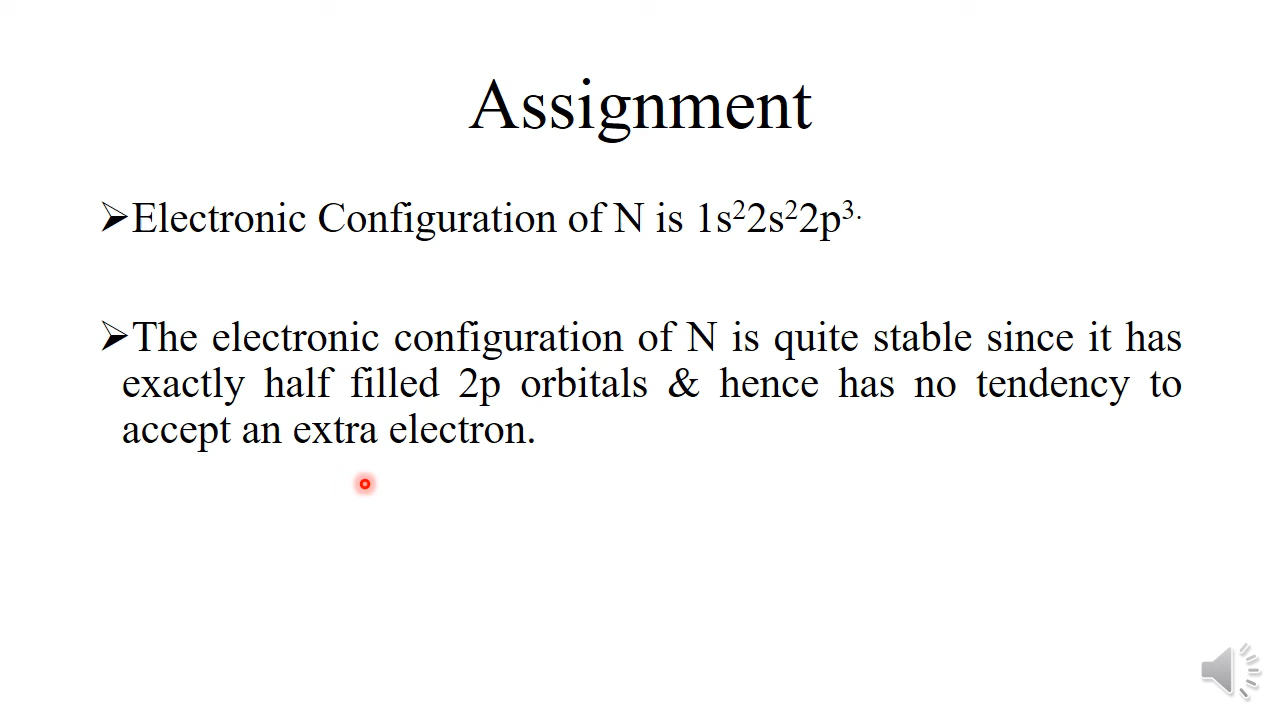 Assignment
➢Electronic Configuration of N is 1s²2s²2p³·
➢The electronic configuration of N is quite stable since it has
exactly half filled 2p orbitals & hence has no tendency to
accept an extra electron.